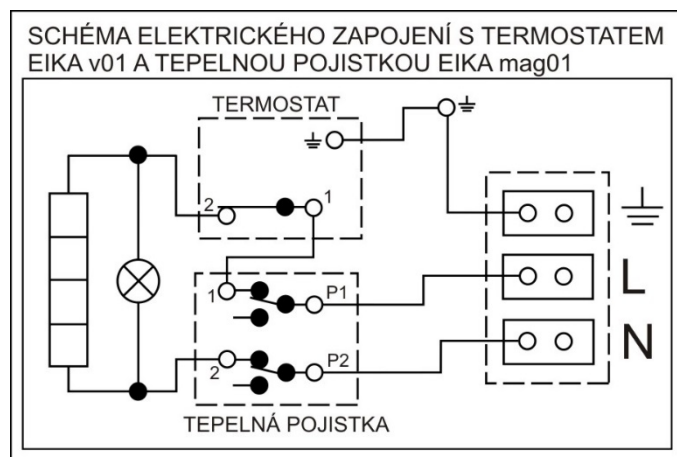 SCHÉMA ELEKTRICKÉHO ZAPOJENÍ S TERMOSTATEM
EIKA v01 A TEPELNOU POJISTKOU EIKA mag01
TERMOSTAT
2
1
1
P1
L
2
P2
N
TEPELNÁ POJISTKA